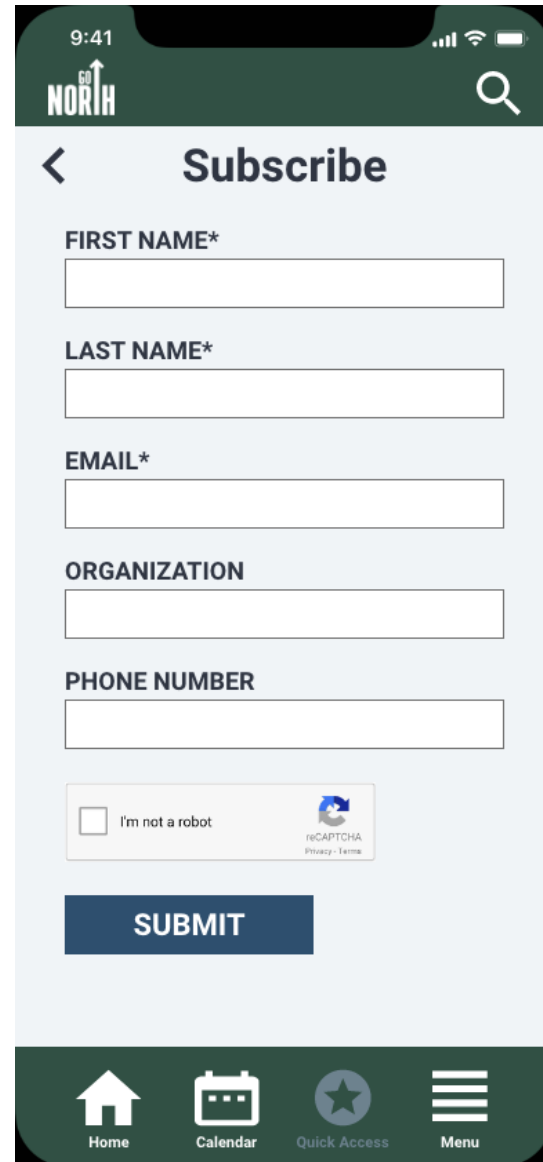 9:41
GO
NORTH
Subscribe
FIRST NAME*
LAST NAME*
EMAIL*
ORGANIZATION
PHONE NUMBER
I'm not a robot
reCAPTCHA
Privacy - Terms
SUBMIT
Home Calendar Quick Access Menu